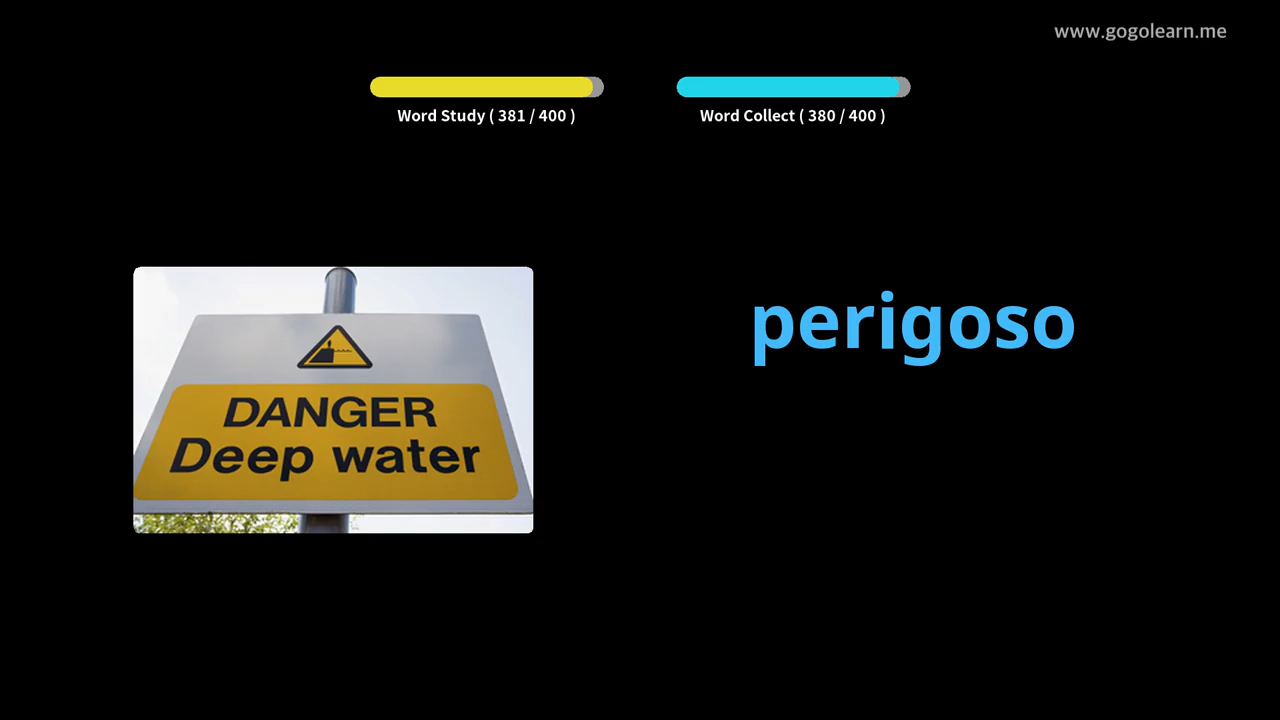 www.gogolearn.me
Word Study ( 381 / 400 )
Word Collect ( 380 / 400 )
perigoso
DANGER
Deep water